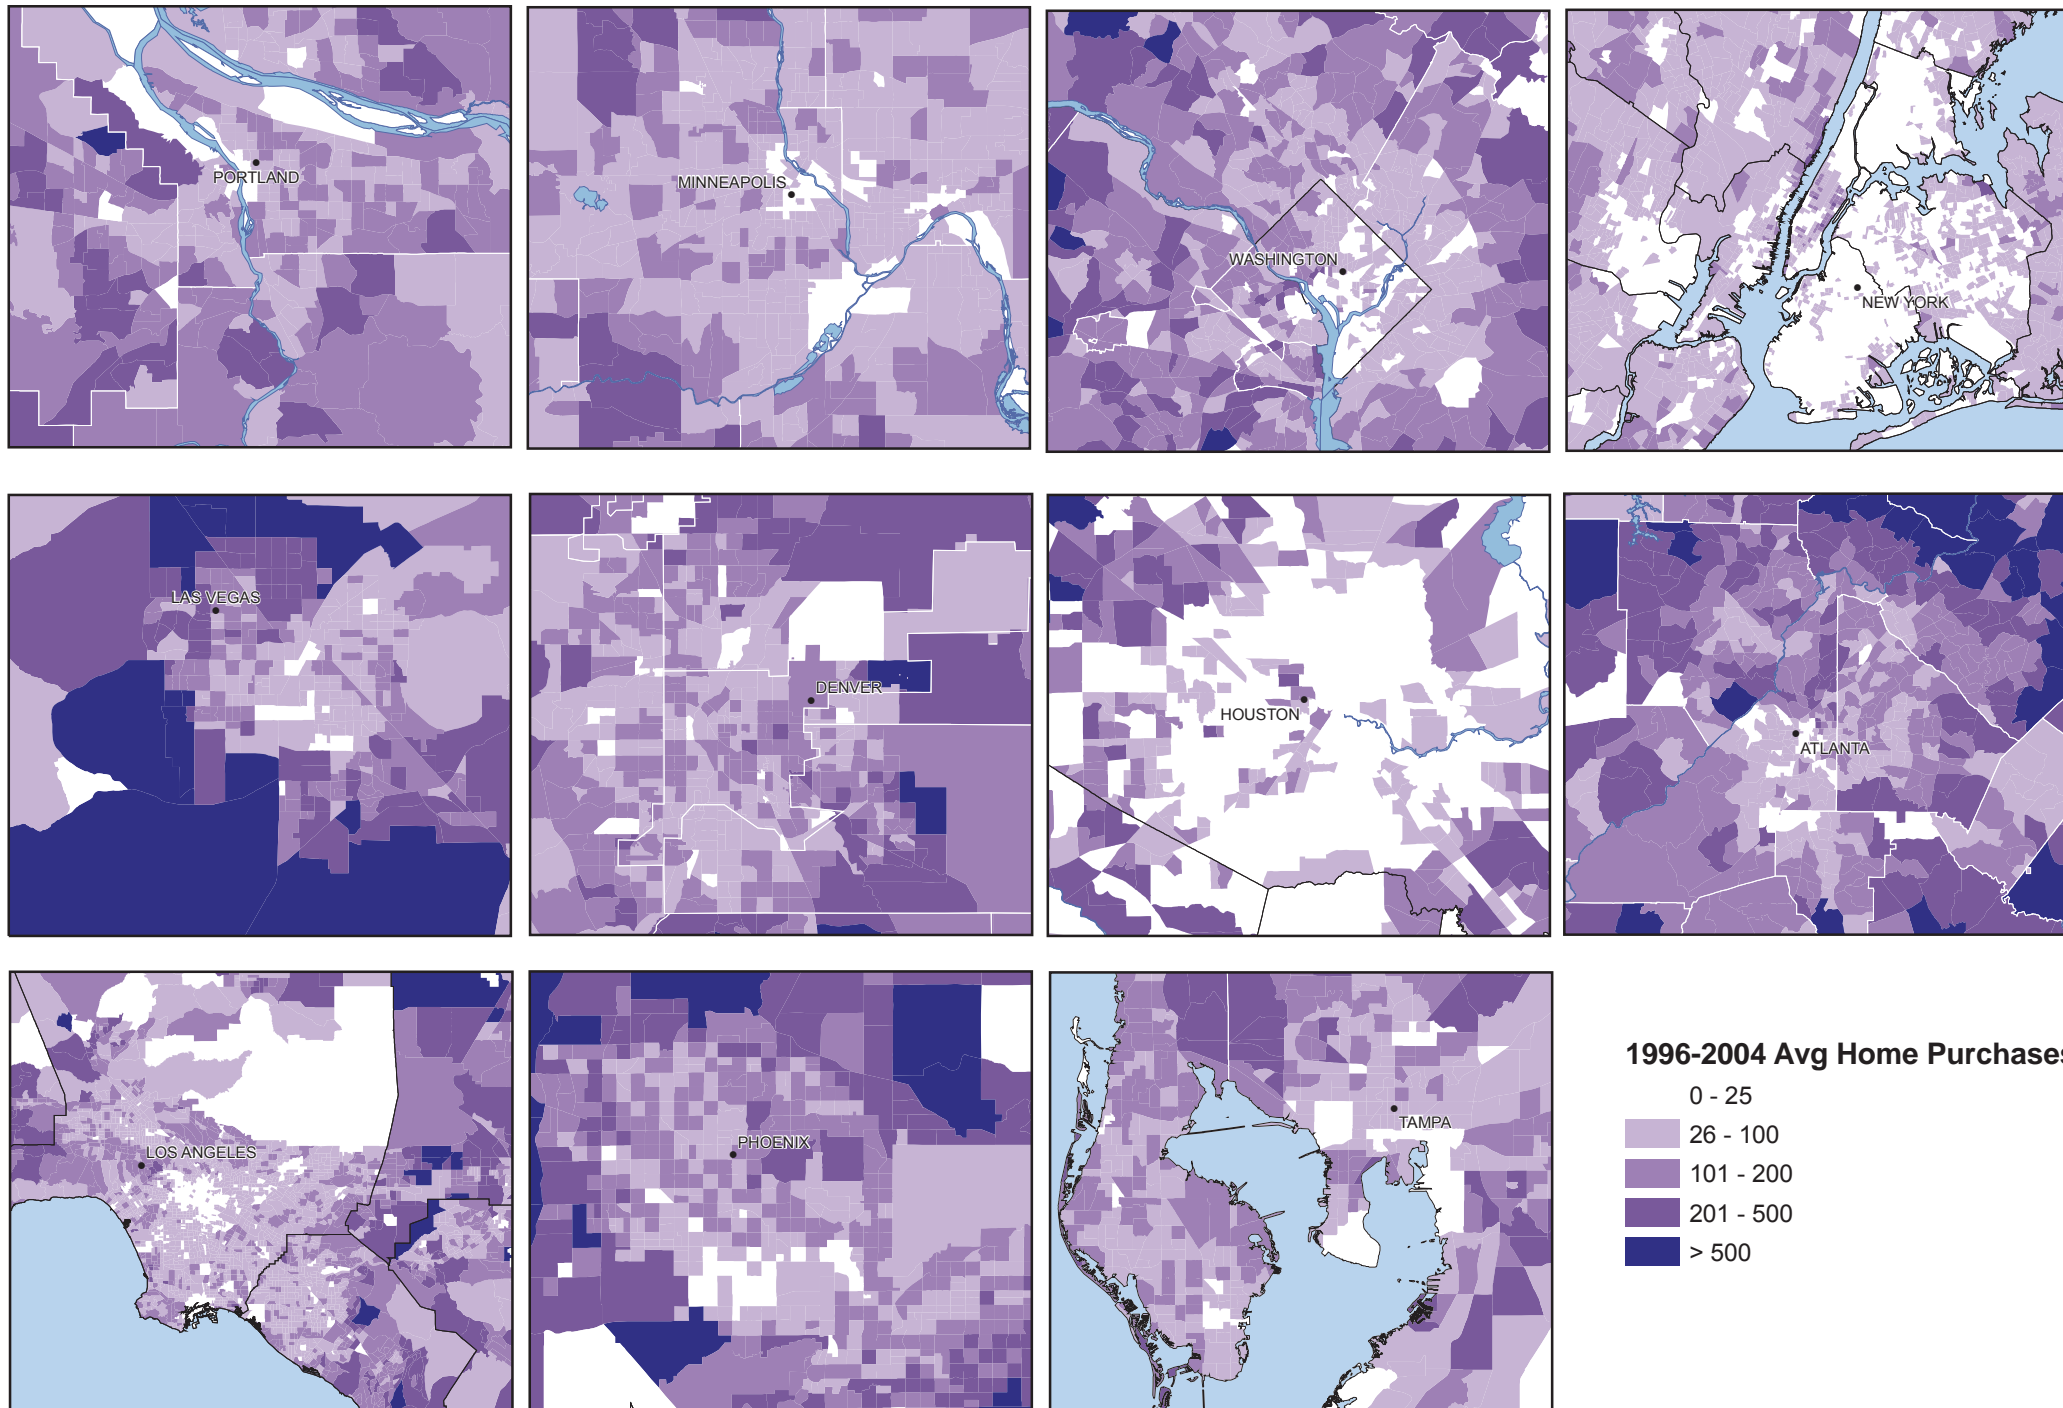 PORTLAND
MINNEAPOLIS
WASHINGTON
NEW YORK
LAS VEGAS
DENVER
HOUSTON
ATLANTA
LOS ANGELES
PHOENIX
TAMPA
1996-2004 Avg Home Purchases
0 - 25
26 - 100
101 - 200
201 - 500
> 500